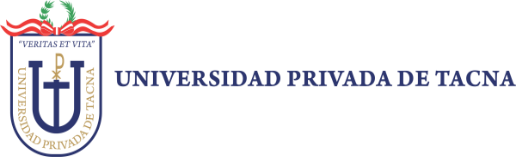 "VERITAS ET VITA"
UNIVERSIDAD PRIVADA DE TACNA
UNIVERSIDAD PRIVADA DE TACNA